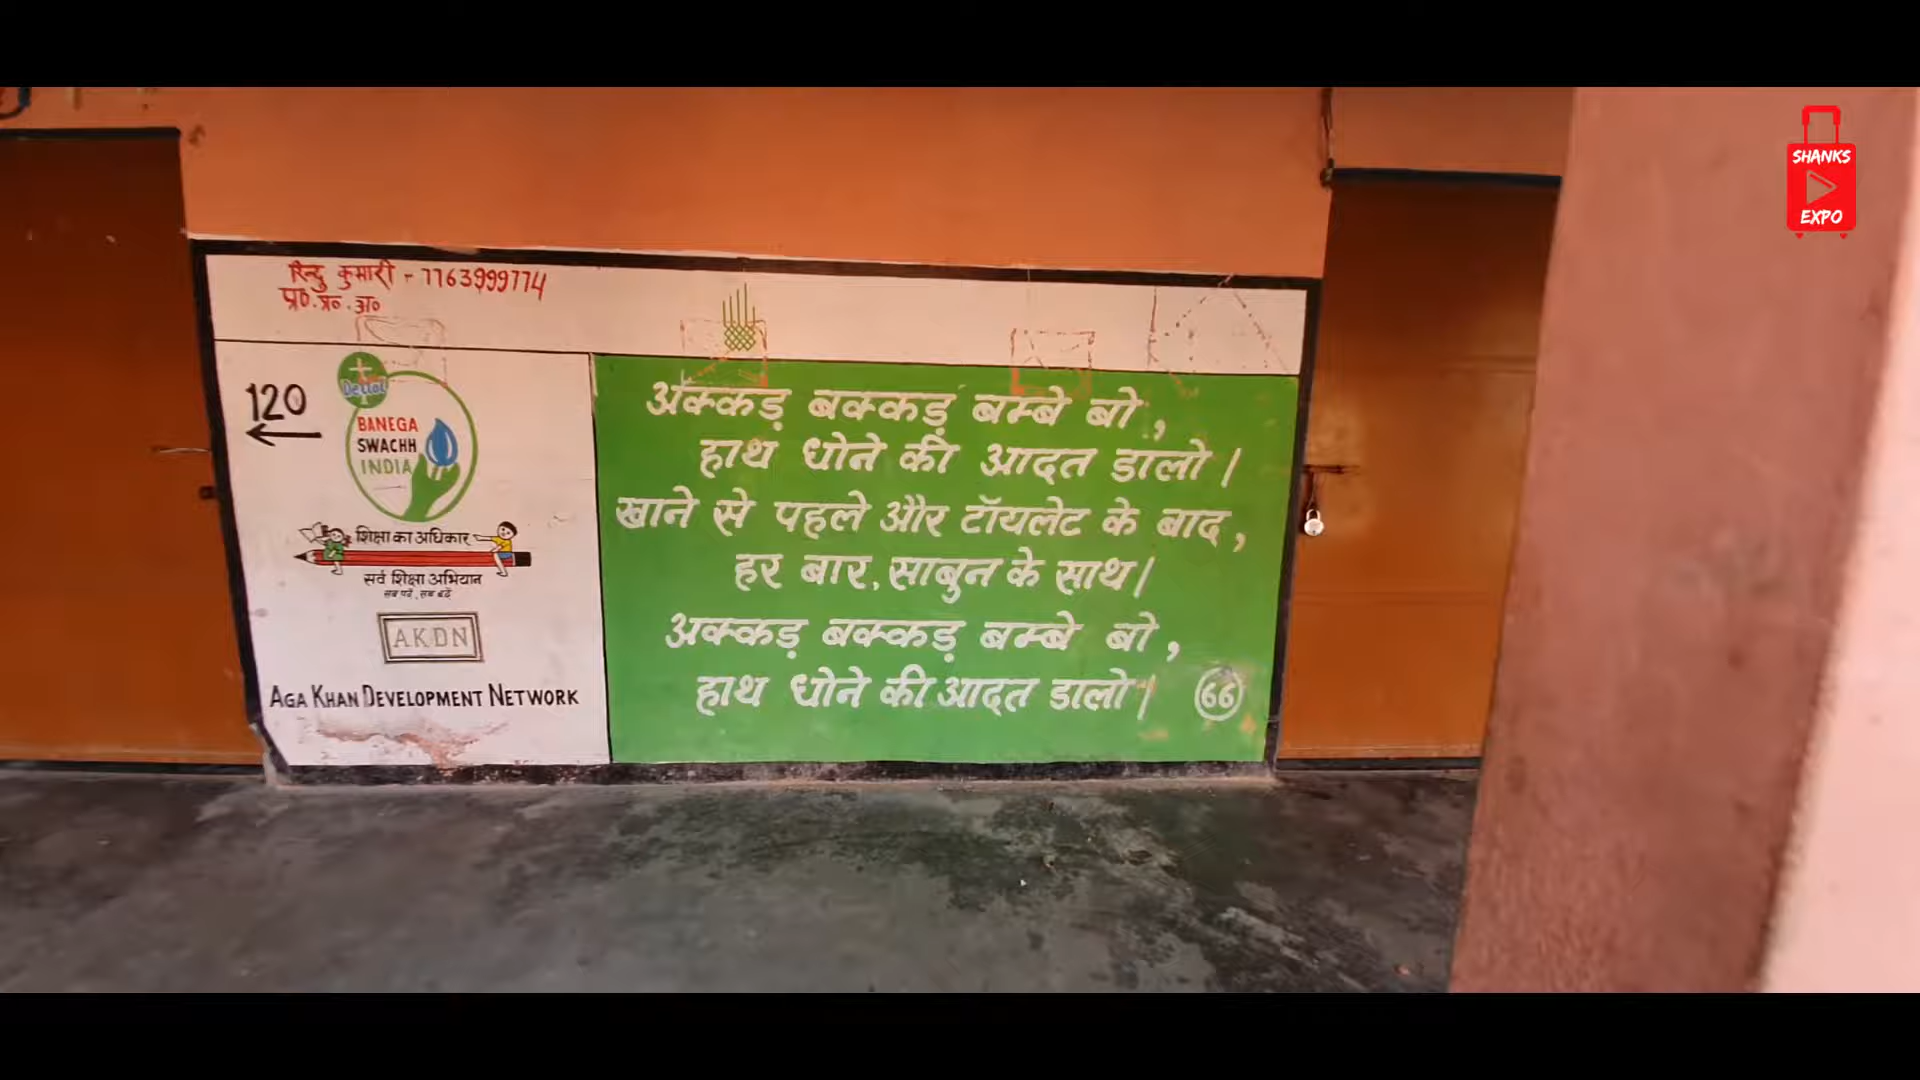 SHANKS
EXPO
रिन्दु कुमारी - 7763999774
प्र०.प्र०.अ०
120
Dettol
BANEGA
SWACHH
INDIA
शिक्षा का अधिकार
सर्व शिक्षा अभियान
सब पढ़ें, सब बढ़ें
AKDN
AGA KHAN DEVELOPMENT NETWORK
अक्कड़ बक्कड़ बम्बे बो,
हाथ धोने की आदत डालो।
खाने से पहले और टॉयलेट के बाद,
हर बार, साबुन के साथ।
अक्कड़ बक्कड़ बम्बे बो,
हाथ धोने की आदत डालो।
66